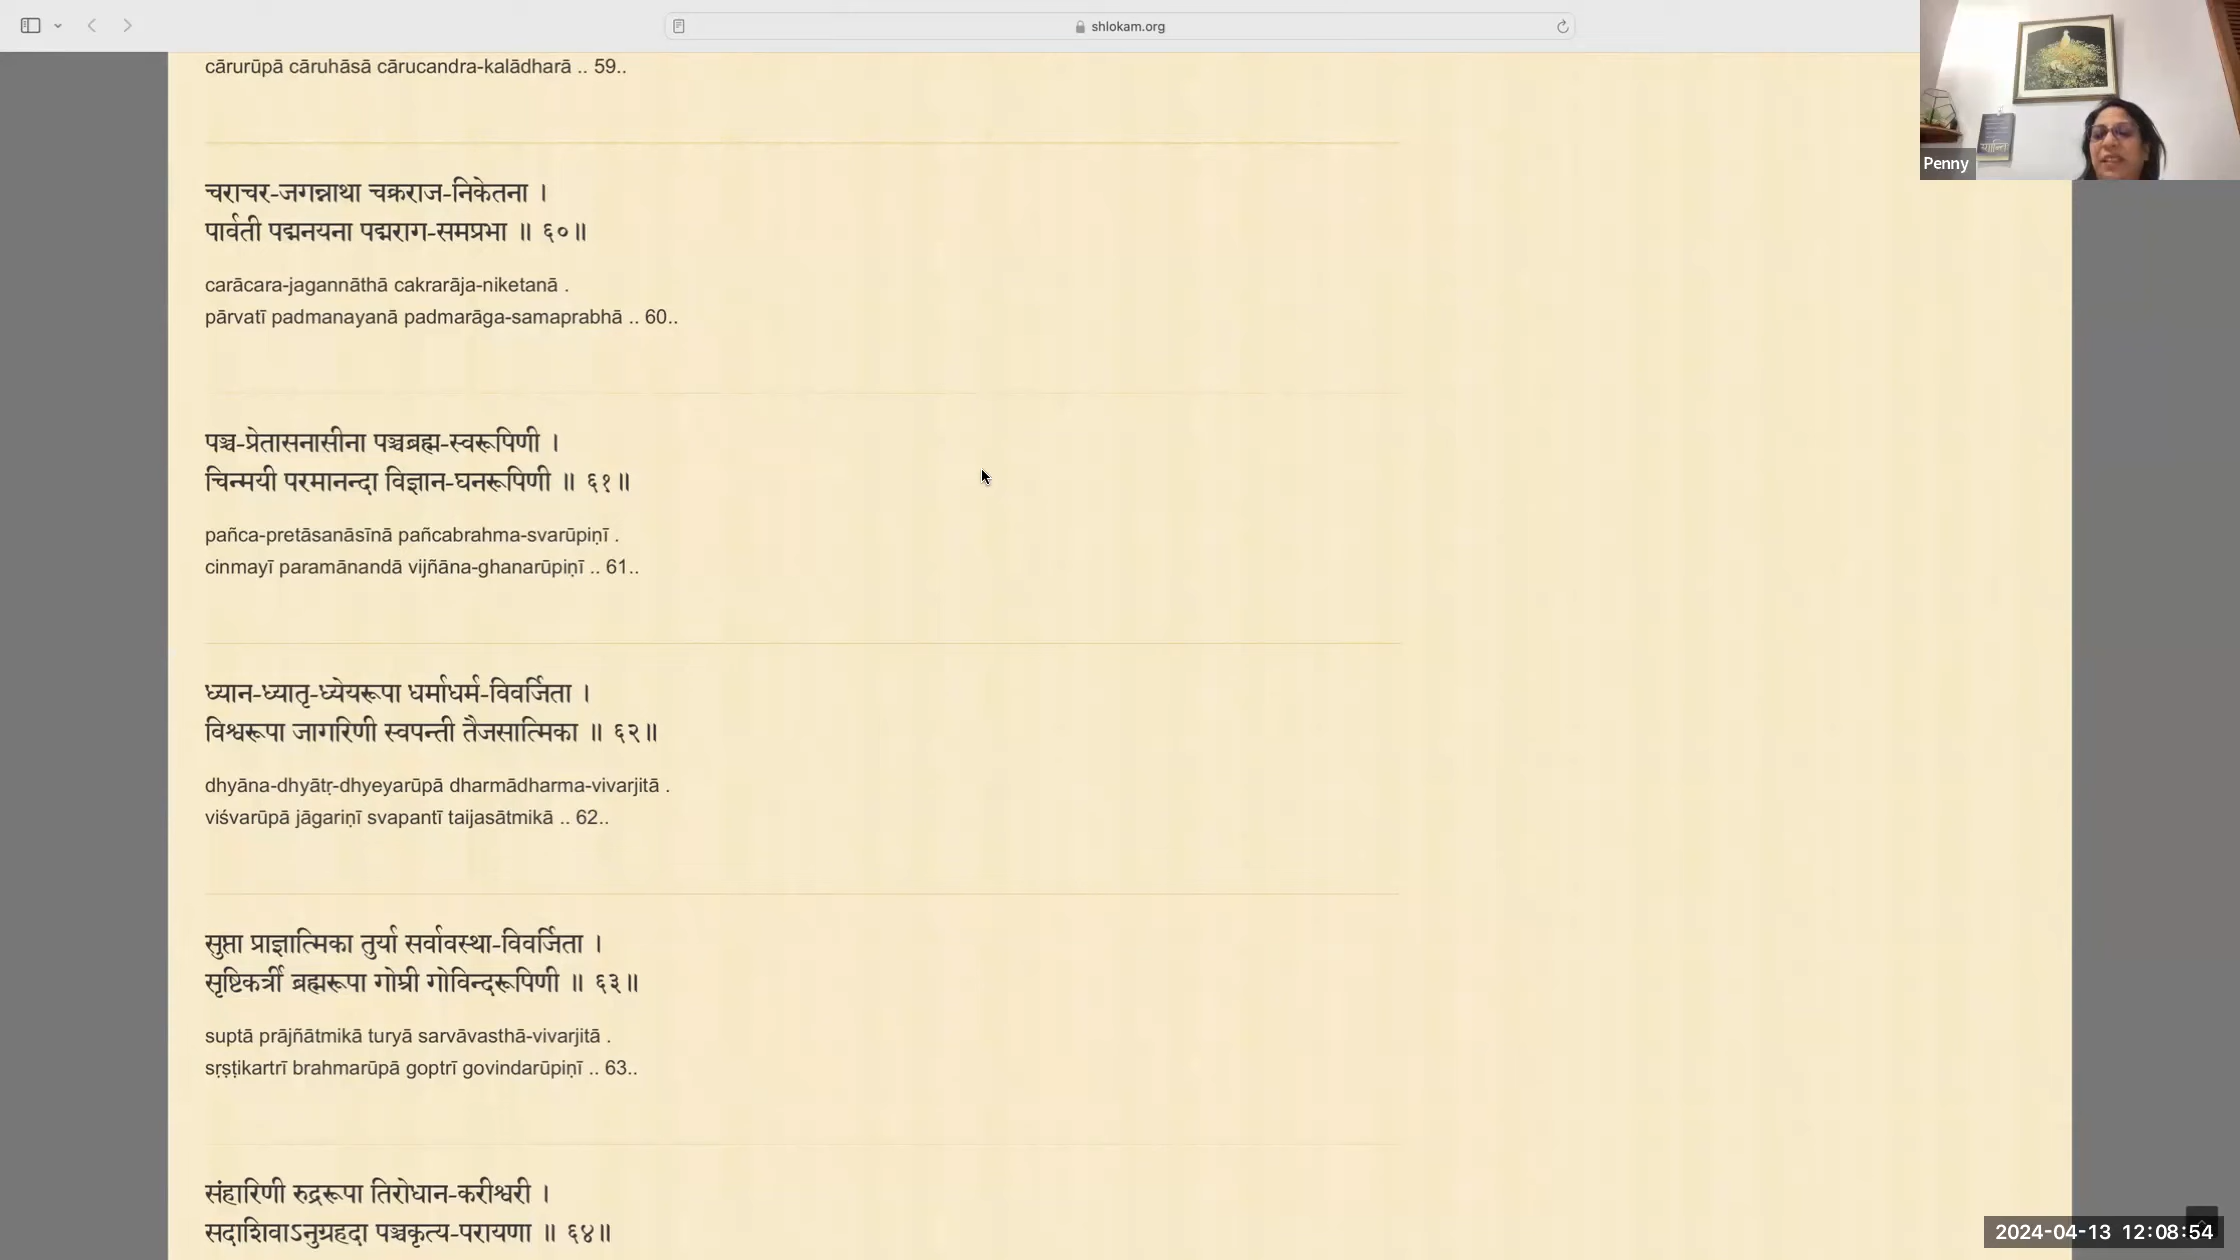 shlokam.org
Penny
शान्ति
cārurūpā cāruhāsā cārucandra-kalādharā .. 59..
चराचर-जगन्नाथा चक्रराज-निकेतना ।
पार्वती पद्मनयना पद्मराग-समप्रभा ॥ ६०॥
carācara-jagannāthā cakrarāja-niketanā .
pārvatī padmanayanā padmarāga-samaprabhā .. 60..
पञ्च-प्रेतासनासीना पञ्चब्रह्म-स्वरूपिणी ।
चिन्मयी परमानन्दा विज्ञान-घनरूपिणी ॥ ६१॥
pañca-pretāsanāsīnā pañcabrahma-svarūpiṇī .
cinmayī paramānandā vijñāna-ghanarūpiṇī .. 61..
ध्यान-ध्यातृ-ध्येयरूपा धर्माधर्म-विवर्जिता ।
विश्वरूपा जागरिणी स्वपन्ती तैजसात्मिका ॥ ६२॥
dhyāna-dhyātṛ-dhyeyarūpā dharmādharma-vivarjitā .
viśvarūpā jāgariṇī svapantī taijasātmikā .. 62..
सुप्ता प्राज्ञात्मिका तुर्या सर्वावस्था-विवर्जिता ।
सृष्टिकर्त्री ब्रह्मरूपा गोप्त्री गोविन्दरूपिणी ॥ ६३॥
suptā prājñātmikā turyā sarvāvasthā-vivarjitā .
sṛṣṭikartrī brahmarūpā goptrī govindarūpiṇī .. 63..
संहारिणी रुद्ररूपा तिरोधान-करीश्वरी ।
सदाशिवाऽनुग्रहदा पञ्चकृत्य-परायणा ॥ ६४॥
2024-04-13 12:08:54